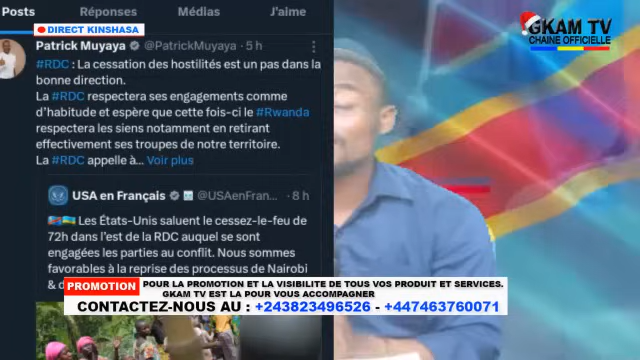 Posts Réponses Médias J'aime
DIRECT KINSHASA
GKAM TV
CHAINE OFFICIELLE
Patrick Muyaya @PatrickMuyaya · 5 h
#RDC : La cessation des hostilités est un pas dans la
bonne direction.
La #RDC respectera ses engagements comme
d'habitude et espère que cette fois-ci le #Rwanda
respectera les siens notamment en retirant
effectivement ses troupes de notre territoire.
La #RDC appelle à... Voir plus
USA en Français @USAenFran... · 8 h
Les États-Unis saluent le cessez-le-feu de
72h dans l'est de la RDC auquel se sont
engagées les parties au conflit. Nous sommes
favorables à la reprise des processus de Nairobi
& d
PROMOTION
POUR LA PROMOTION ET LA VISIBILITE DE TOUS VOS PRODUIT ET SERVICES.
GKAM TV EST LA POUR VOUS ACCOMPAGNER
CONTACTEZ-NOUS AU : +243823496526 - +447463760071